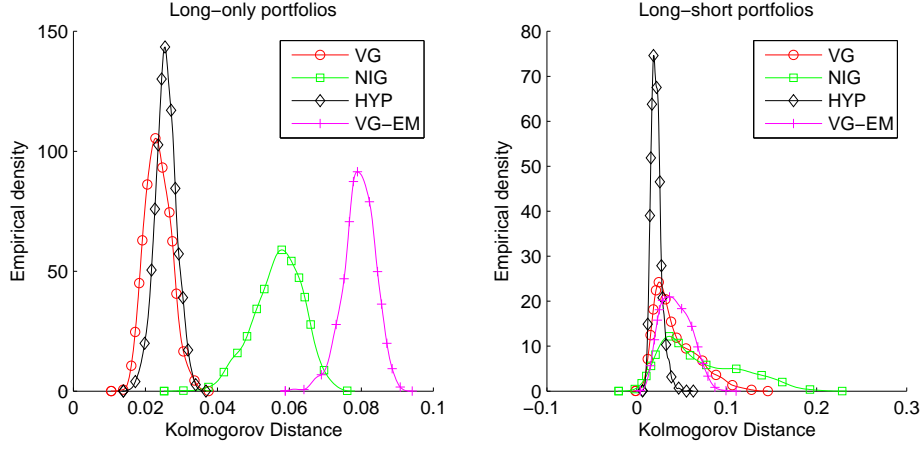 Long-only portfolios
150
100
50
0
Empirical density
VG
NIG
HYP
VG-EM
0
0.02
0.04
0.06
0.08
0.1
Kolmogorov Distance
Long-short portfolios
80
70
60
50
40
30
20
10
0
Empirical density
VG
NIG
HYP
VG-EM
-0.1
0
0.1
0.2
0.3
Kolmogorov Distance